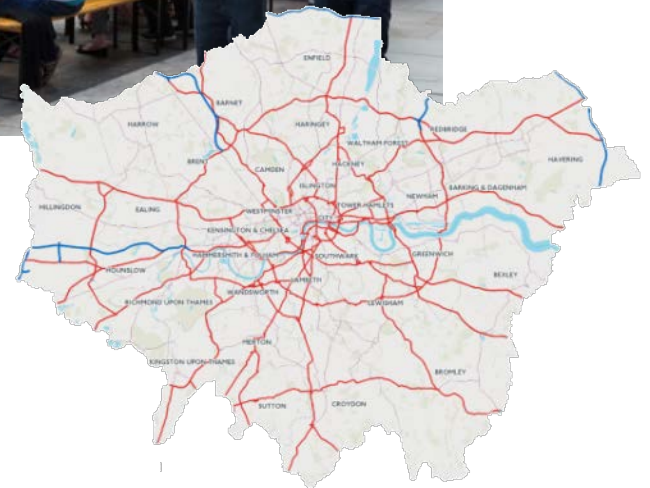 ENFIELD
BARNET
HARROW
HARINGEY
REDBRIDGE
WALTHAM FOREST
HAVERING
BRENT
CAMDEN
HACKNEY
ISLINGTON
BARKING & DAGENHAM
NEWHAM
HILLINGDON
EALING
WESTMINSTER
TOWER HAMLETS
CITY
KENSINGTON & CHELSEA
HAMMERSMITH & FULHAM
SOUTHWARK
GREENWICH
HOUNSLOW
BEXLEY
LAMBETH
WANDSWORTH
RICHMOND UPON THAMES
LEWISHAM
MERTON
KINGSTON UPON THAMES
BROMLEY
SUTTON
CROYDON